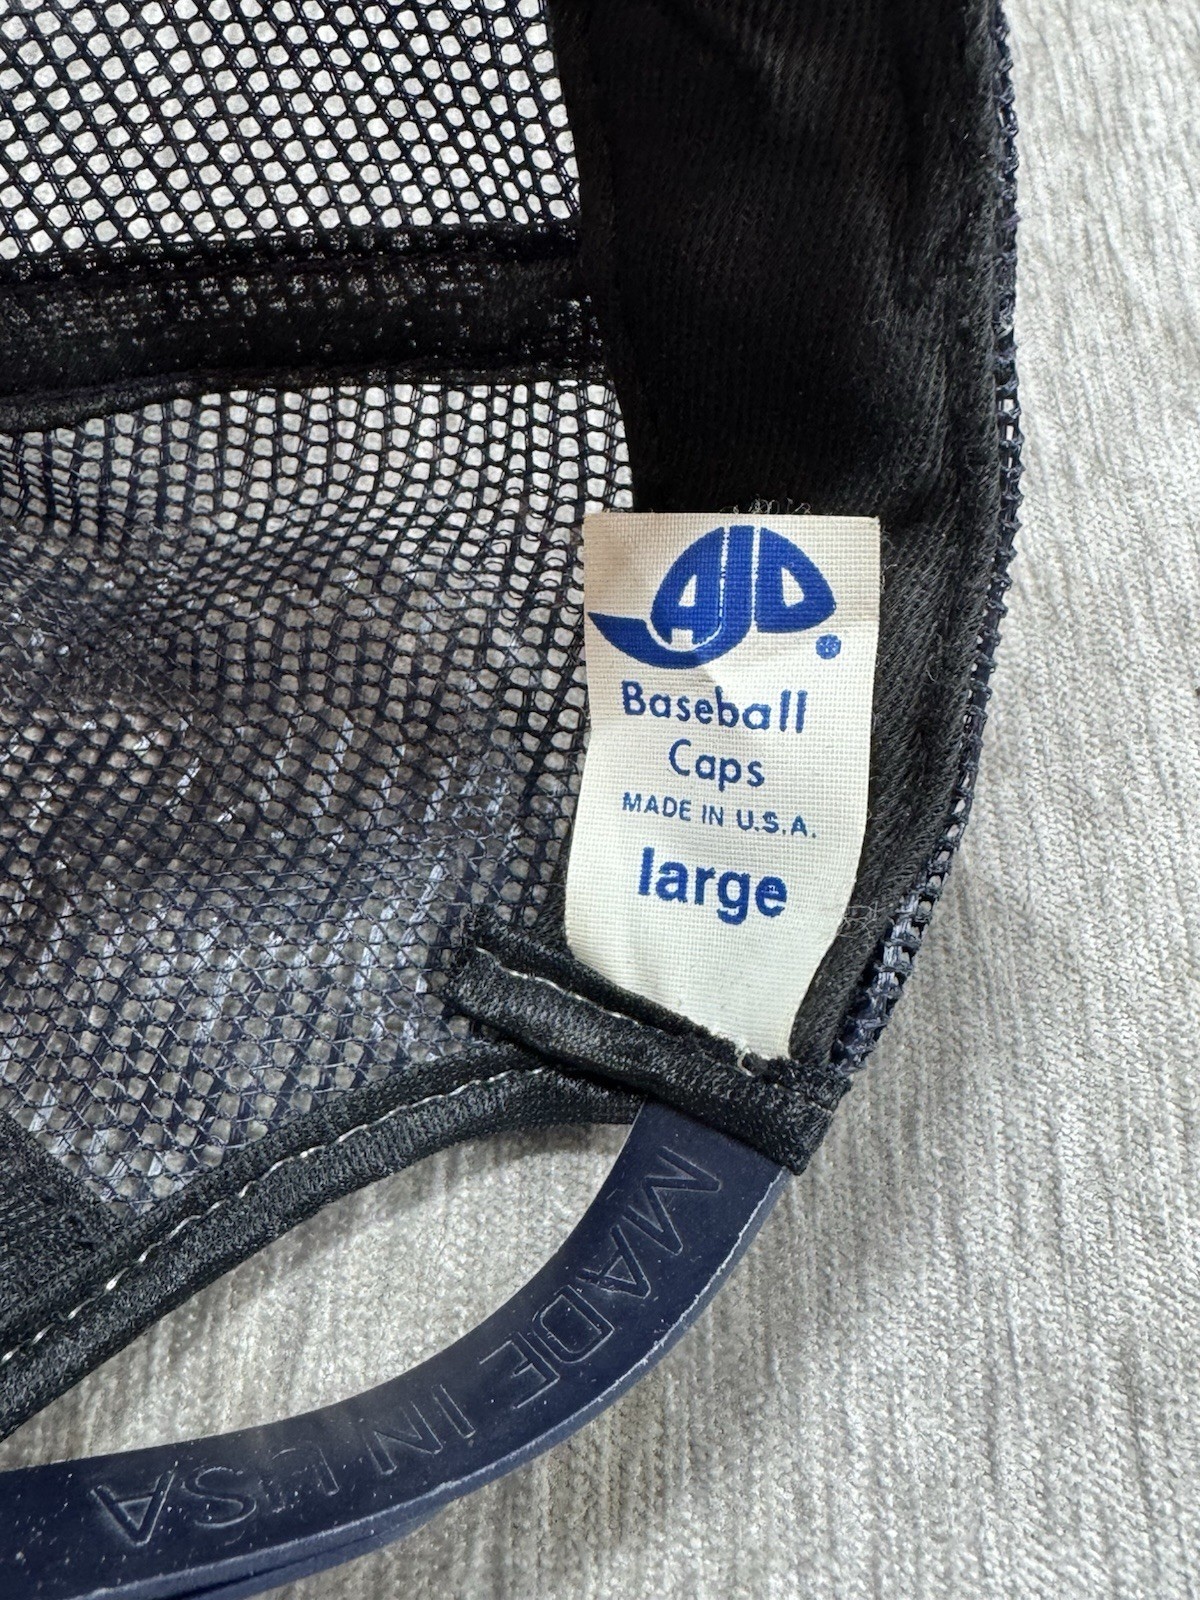 AJD
Baseball
Caps
MADE IN U.S.A.
large
MADE IN USA